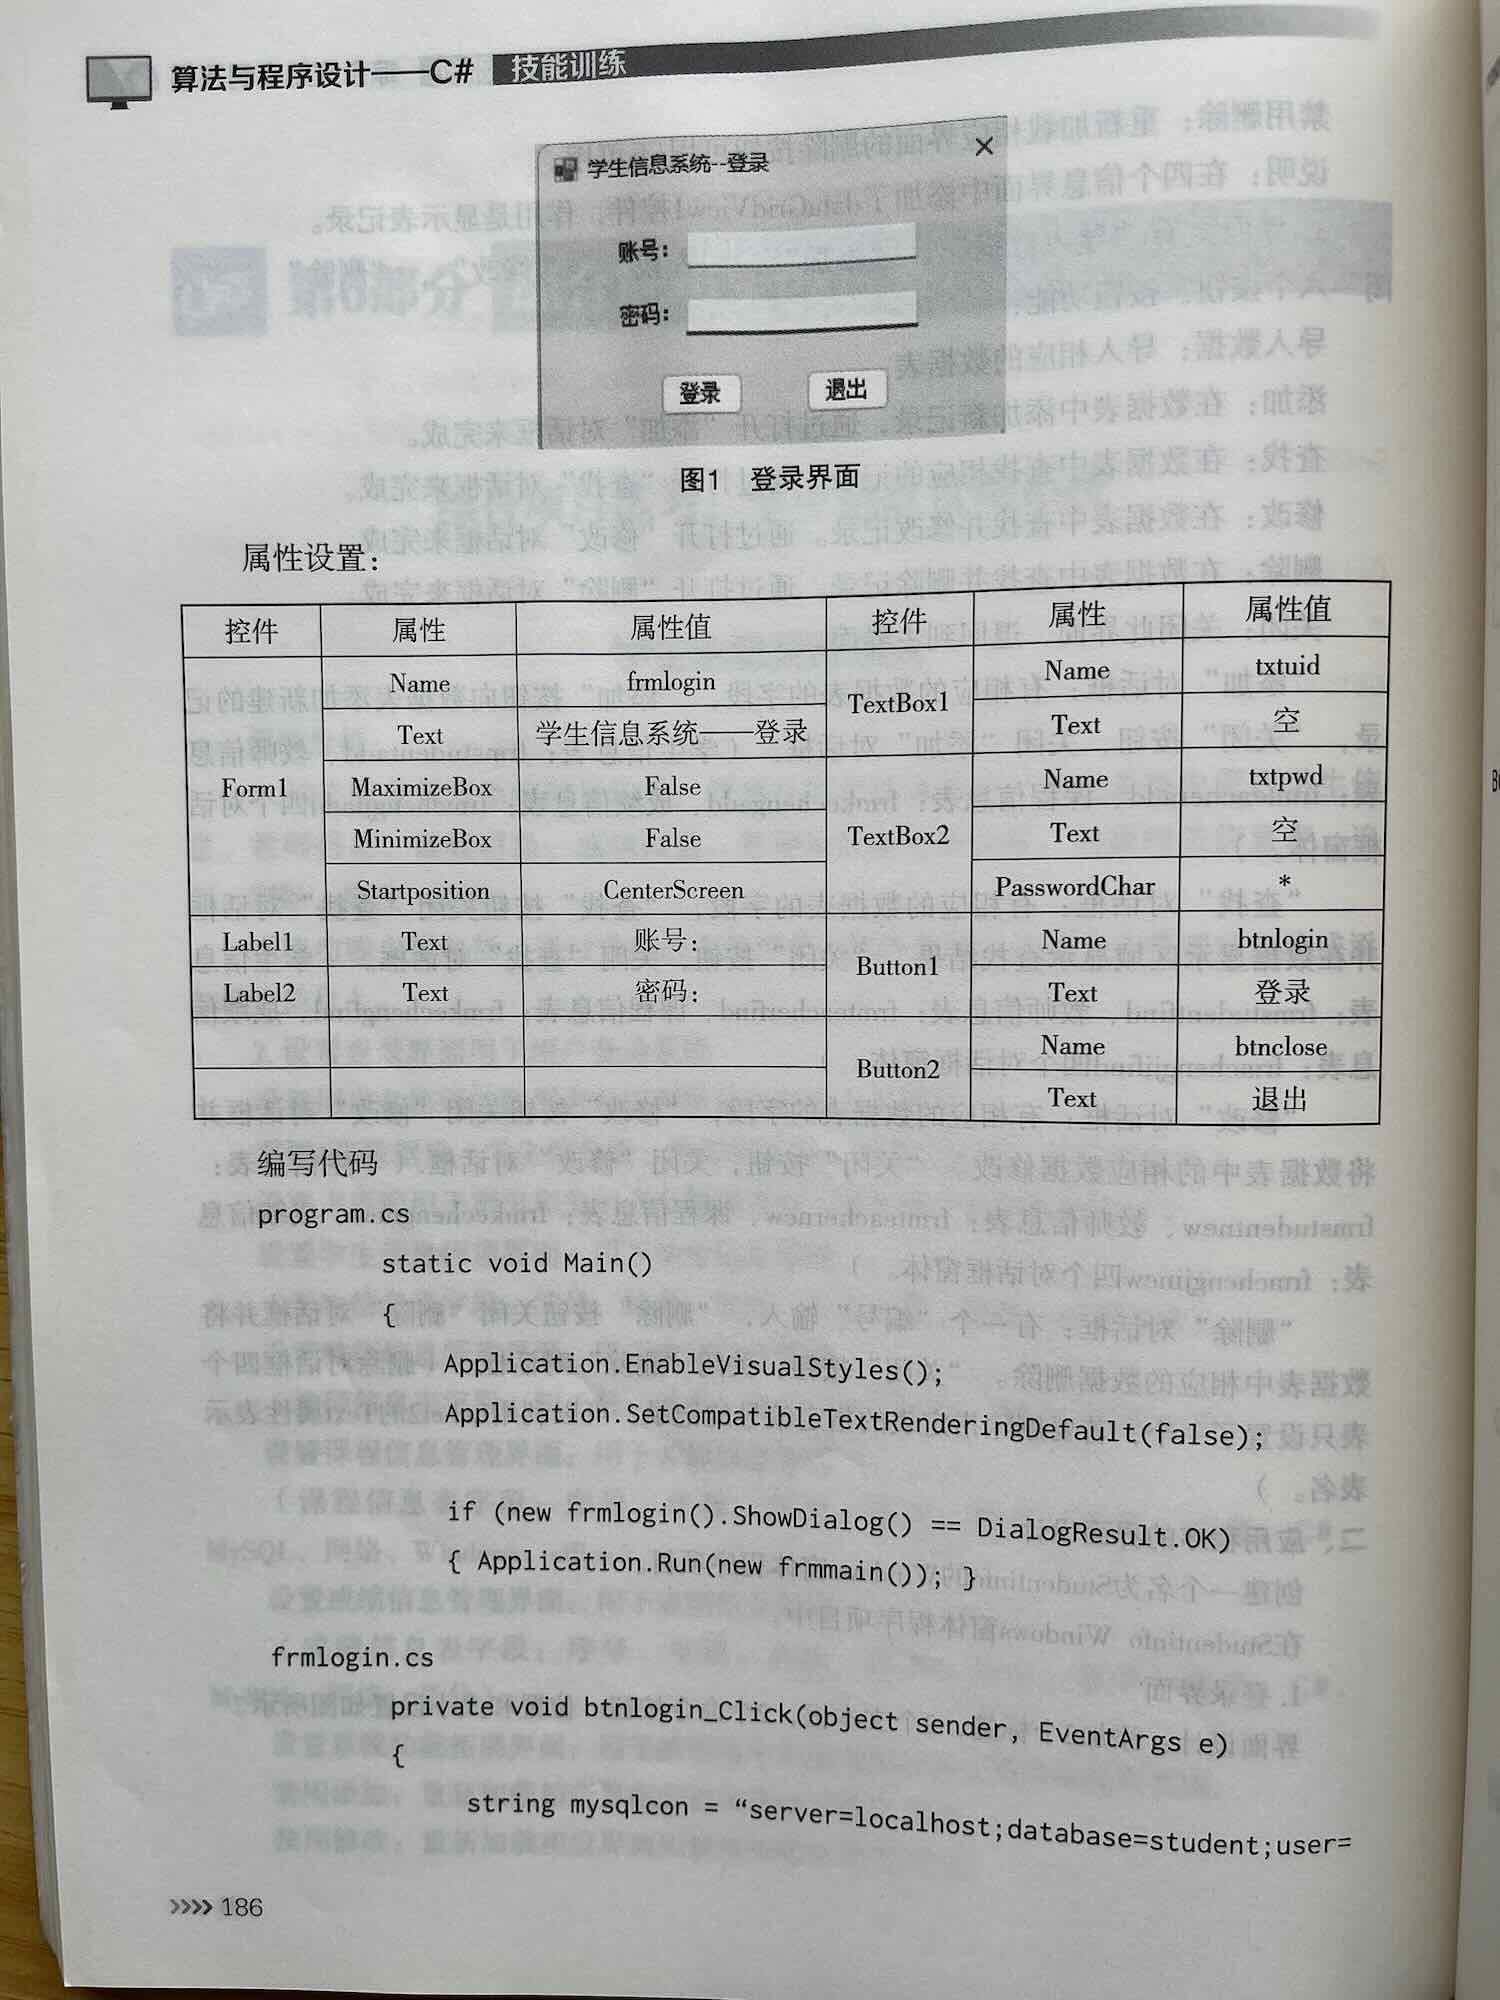 算法与程序设计——C# 技能训练
学生信息系统--登录
账号：
密码：
登录 退出
图1 登录界面
属性设置：
控件 属性 属性值 控件 属性 属性值
Form1 Name frmlogin TextBox1 Name txtuid
Text 学生信息系统——登录 Text 空
MaximizeBox False TextBox2 Name txtpwd
MinimizeBox False Text 空
Startposition CenterScreen PasswordChar *
Label1 Text 账号： Button1 Name btnlogin
Label2 Text 密码： Text 登录
Button2 Name btnclose
Text 退出
编写代码
program.cs
static void Main()
{
Application.EnableVisualStyles();
Application.SetCompatibleTextRenderingDefault(false);
if (new frmlogin().ShowDialog() == DialogResult.OK)
{ Application.Run(new frmmain()); }
frmlogin.cs
private void btnlogin_Click(object sender, EventArgs e)
{
string mysqlcon = “server=localhost;database=student;user=
>>>> 186